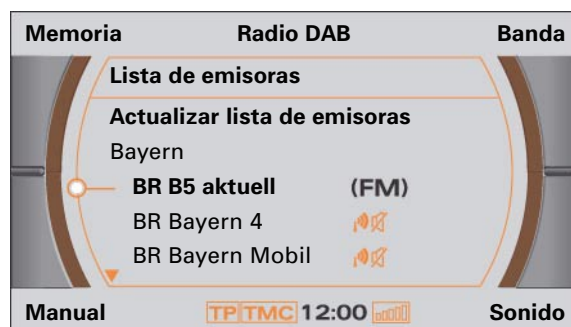 Memoria Radio DAB Banda
Lista de emisoras
Actualizar lista de emisoras
Bayern
BR B5 aktuell (FM)
BR Bayern 4
BR Bayern Mobil
Manual TP TMC 12:00 Sonido